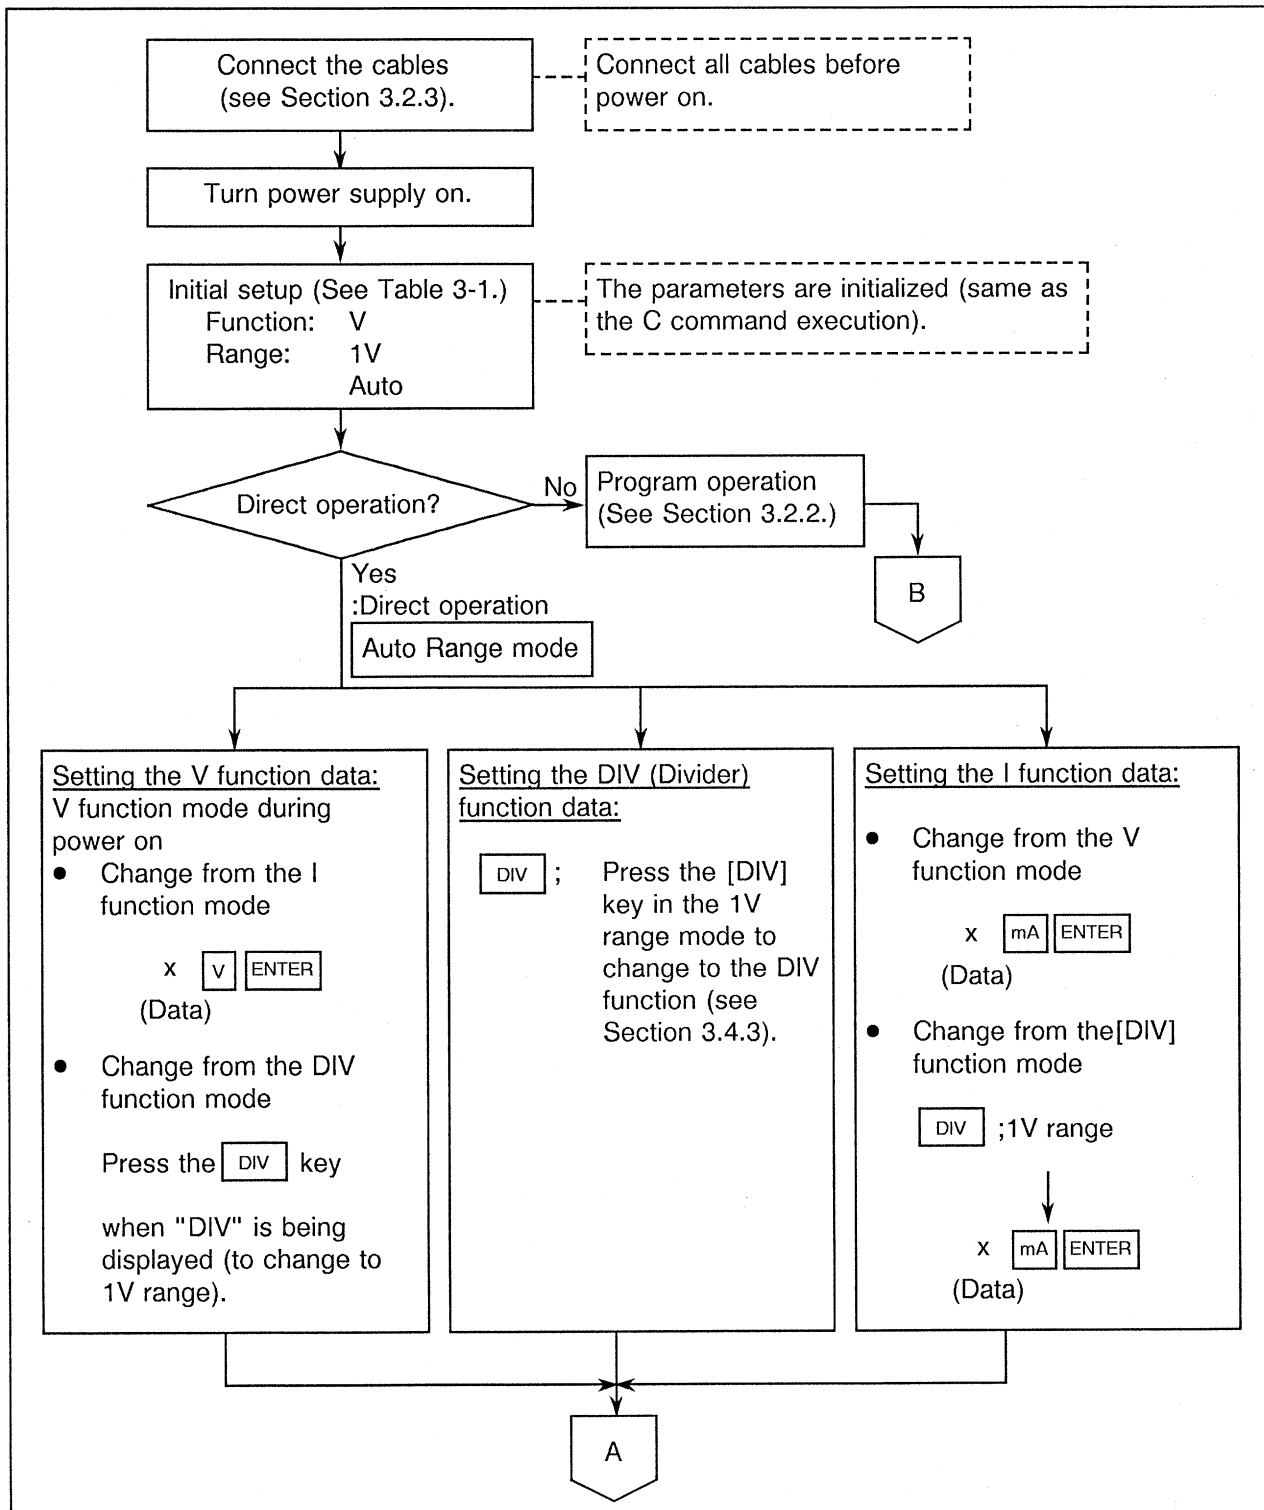 Connect the cables
(see Section 3.2.3).
Connect all cables before
power on.
Turn power supply on.
Initial setup (See Table 3-1.)
Function: V
Range: 1V
Auto
The parameters are initialized (same as
the C command execution).
Direct operation?
No
Program operation
(See Section 3.2.2.)
B
Yes
:Direct operation
Auto Range mode
Setting the V function data:
V function mode during
power on
● Change from the I
function mode
x V ENTER
(Data)
● Change from the DIV
function mode
Press the DIV key
when "DIV" is being
displayed (to change to
1V range).
Setting the DIV (Divider)
function data:
DIV ; Press the [DIV]
key in the 1V
range mode to
change to the DIV
function (see
Section 3.4.3).
Setting the I function data:
● Change from the V
function mode
x mA ENTER
(Data)
● Change from the[DIV]
function mode
DIV ;1V range
x mA ENTER
(Data)
A